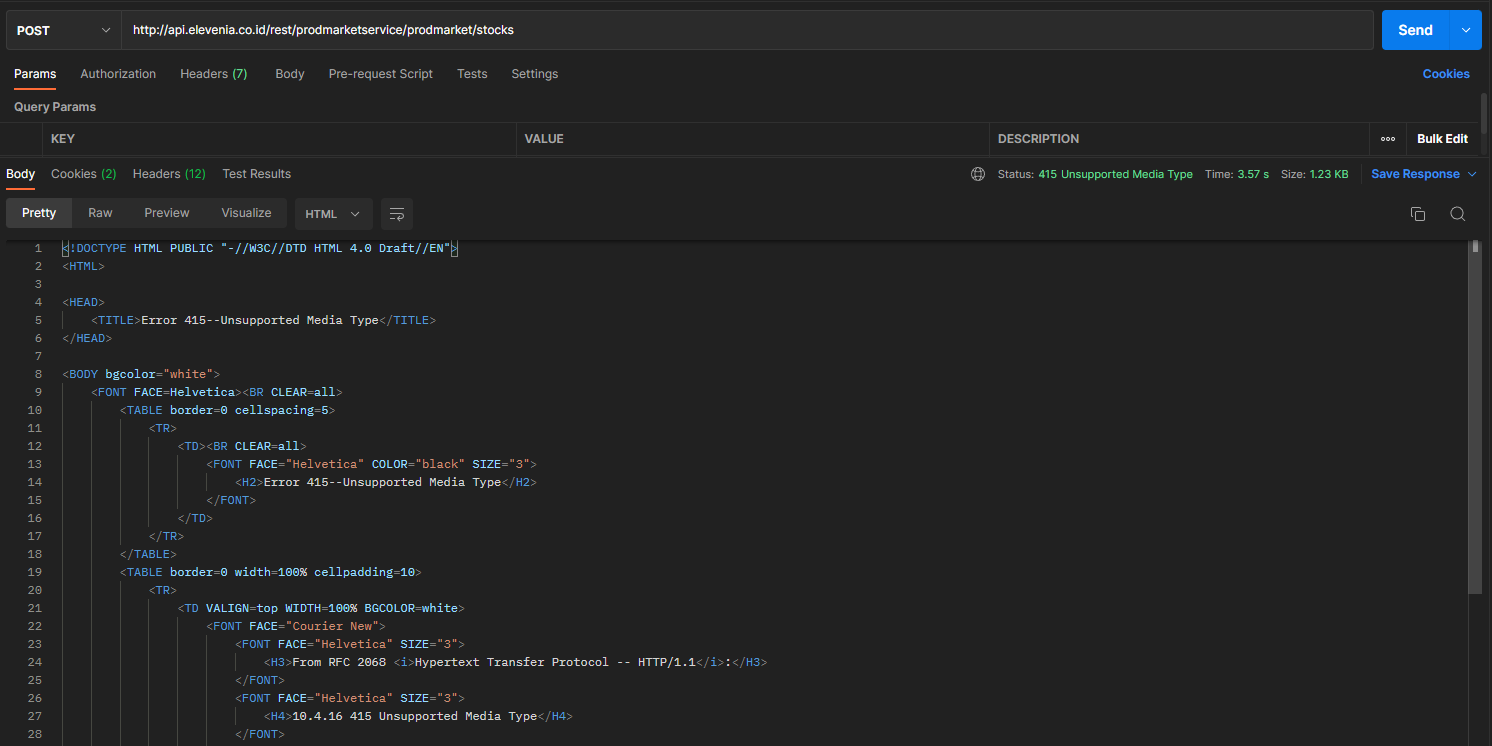 POST http://api.elevenia.co.id/rest/prodmarketservice/prodmarket/stocks Send
Params Authorization Headers (7) Body Pre-request Script Tests Settings Cookies
Query Params
KEY VALUE DESCRIPTION Bulk Edit
Body Cookies (2) Headers (12) Test Results Status: 415 Unsupported Media Type Time: 3.57 s Size: 1.23 KB Save Response
Pretty Raw Preview Visualize HTML
1 <!DOCTYPE HTML PUBLIC "-//W3C//DTD HTML 4.0 Draft//EN">
2 <HTML>
3
4 <HEAD>
5 <TITLE>Error 415--Unsupported Media Type</TITLE>
6 </HEAD>
7
8 <BODY bgcolor="white">
9 <FONT FACE=Helvetica><BR CLEAR=all>
10 <TABLE border=0 cellspacing=5>
11 <TR>
12 <TD><BR CLEAR=all>
13 <FONT FACE="Helvetica" COLOR="black" SIZE="3">
14 <H2>Error 415--Unsupported Media Type</H2>
15 </FONT>
16 </TD>
17 </TR>
18 </TABLE>
19 <TABLE border=0 width=100% cellpadding=10>
20 <TR>
21 <TD VALIGN=top WIDTH=100% BGCOLOR=white>
22 <FONT FACE="Courier New">
23 <FONT FACE="Helvetica" SIZE="3">
24 <H3>From RFC 2068 <i>Hypertext Transfer Protocol -- HTTP/1.1</i>:</H3>
25 </FONT>
26 <FONT FACE="Helvetica" SIZE="3">
27 <H4>10.4.16 415 Unsupported Media Type</H4>
28 </FONT>